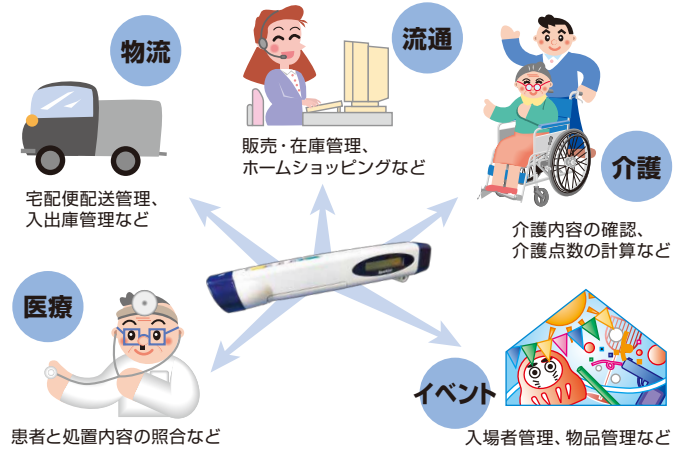 物流
宅配便配送管理、
入出庫管理など
流通
販売・在庫管理、
ホームショッピングなど
介護
介護内容の確認、
介護点数の計算など
医療
患者と処置内容の照合など
イベント
入場者管理、物品管理など